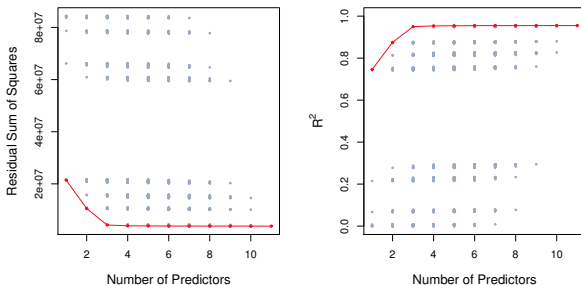 Residual Sum of Squares
8e+07
6e+07
4e+07
2e+07
2 4 6 8 10
Number of Predictors
R²
1.0
0.8
0.6
0.4
0.2
0.0
2 4 6 8 10
Number of Predictors